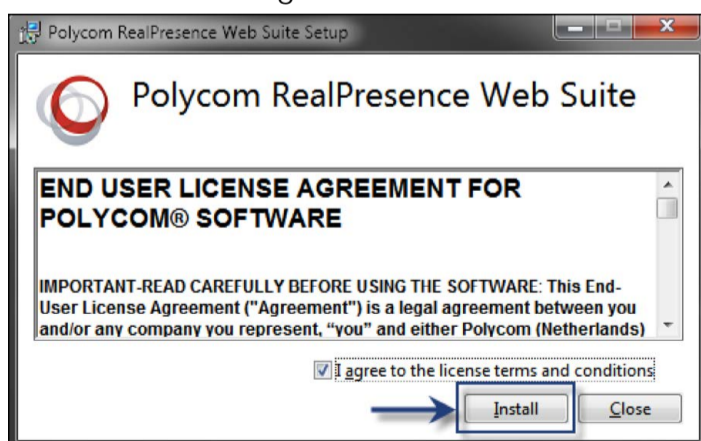 Polycom RealPresence Web Suite Setup
Polycom RealPresence Web Suite
END USER LICENSE AGREEMENT FOR
POLYCOM® SOFTWARE
IMPORTANT-READ CAREFULLY BEFORE USING THE SOFTWARE: This End-
User License Agreement ("Agreement") is a legal agreement between you
and/or any company you represent, “you” and either Polycom (Netherlands)
I agree to the license terms and conditions
Install Close